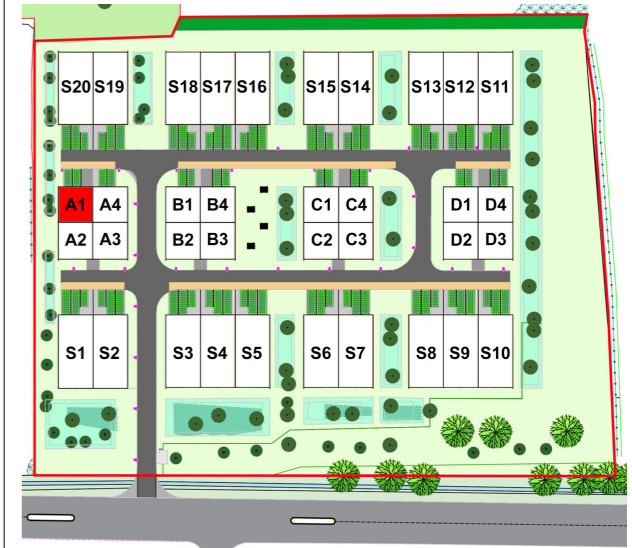 S20 S19 S18 S17 S16 S15 S14 S13 S12 S11
A1 A4 B1 B4 C1 C4 D1 D4
A2 A3 B2 B3 C2 C3 D2 D3
S1 S2 S3 S4 S5 S6 S7 S8 S9 S10